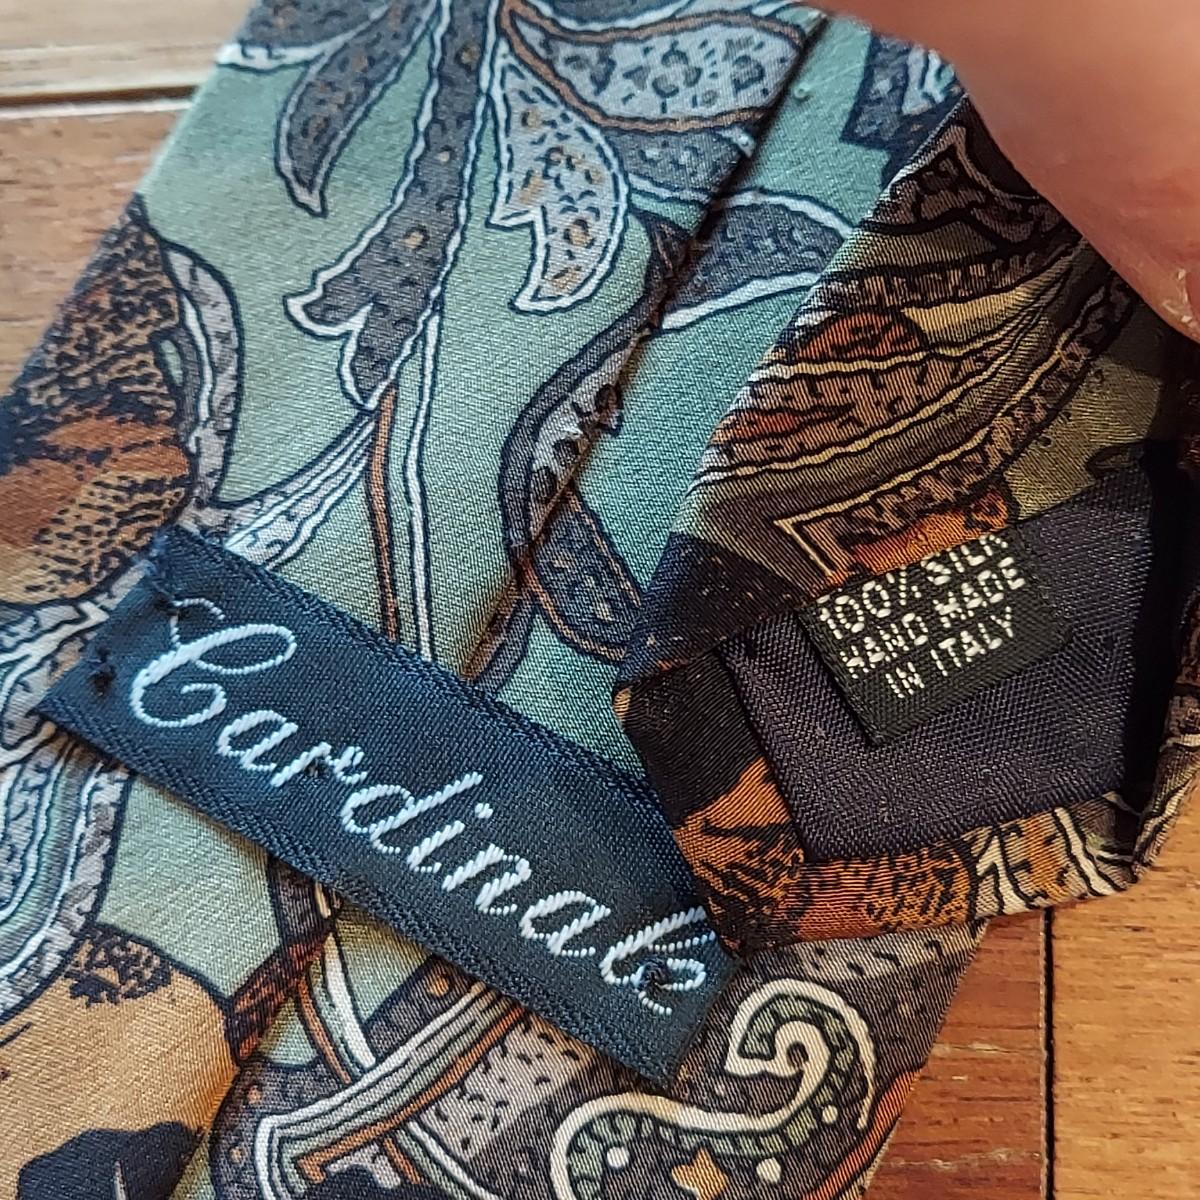 Cardinale
100% SILK
HAND MADE
IN ITALY